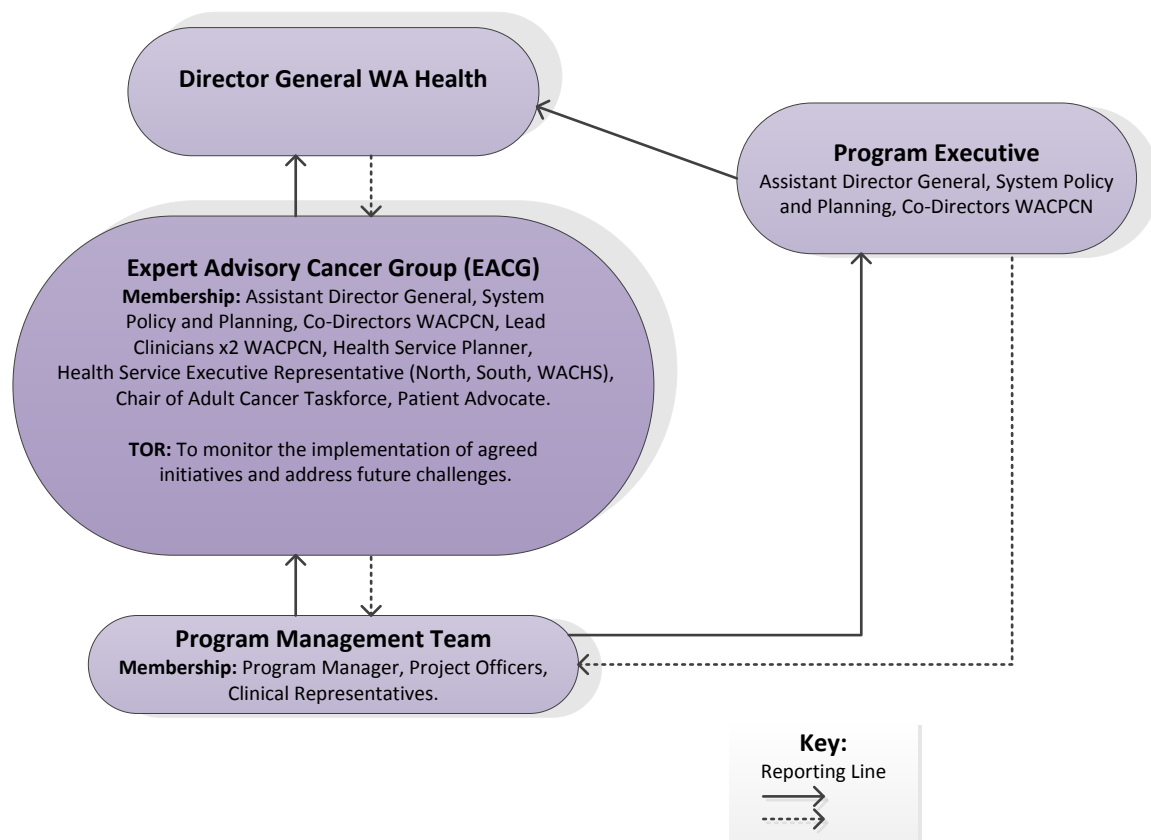 Director General WA Health
Program Executive
Assistant Director General, System Policy
and Planning, Co-Directors WACPCN
Expert Advisory Cancer Group (EACG)
Membership: Assistant Director General, System
Policy and Planning, Co-Directors WACPCN, Lead
Clinicians x2 WACPCN, Health Service Planner,
Health Service Executive Representative (North, South, WACHS),
Chair of Adult Cancer Taskforce, Patient Advocate.
TOR: To monitor the implementation of agreed
initiatives and address future challenges.
Program Management Team
Membership: Program Manager, Project Officers,
Clinical Representatives.
Key:
Reporting Line